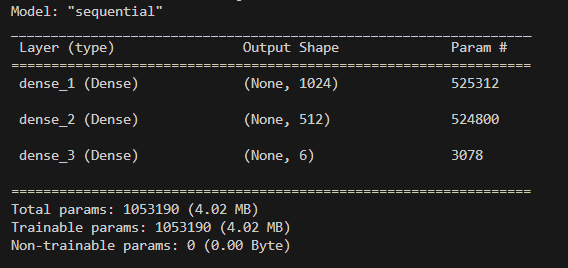 Model: "sequential"
_________________________________________________________________
Layer (type) Output Shape Param #
=================================================================
dense_1 (Dense) (None, 1024) 525312
dense_2 (Dense) (None, 512) 524800
dense_3 (Dense) (None, 6) 3078
=================================================================
Total params: 1053190 (4.02 MB)
Trainable params: 1053190 (4.02 MB)
Non-trainable params: 0 (0.00 Byte)